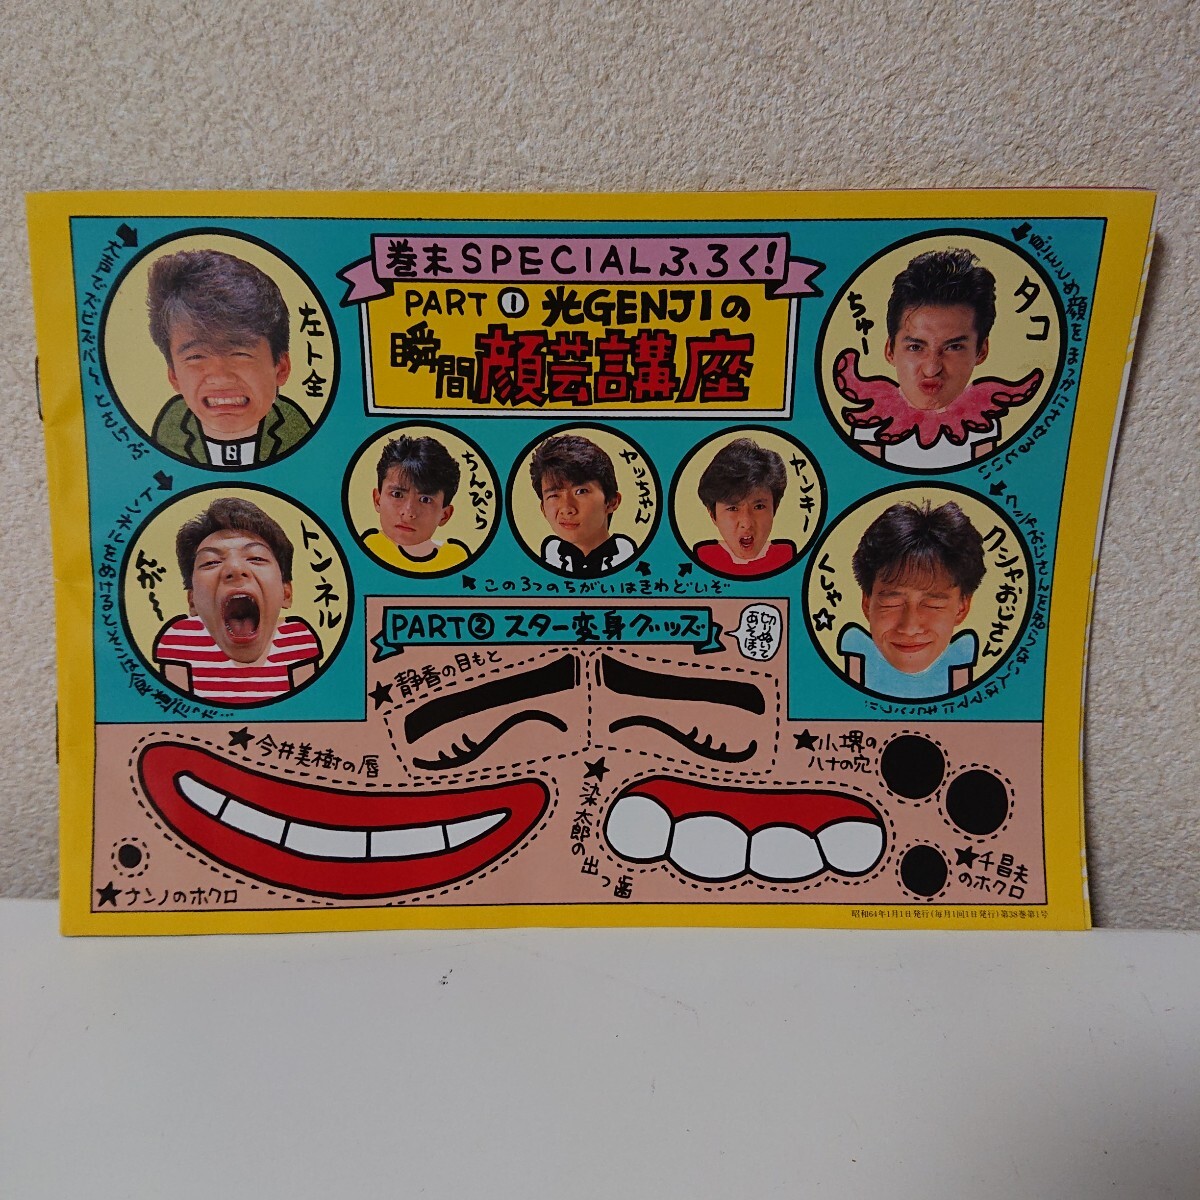 巻末SPECIALふろく!
PART ① 光GENJIの
瞬間顔芸講座
左ト全
タコ
ちゅー
ちんぴら
ヤッちゃん
ヤンキー
この3つのちがいはきわどいぞ
トンネル
んが〜〜
クシャおじさん
くしゃ☆
PART② スター変身グッズ
切りぬいて
あそぼっ
★静香の目もと
★今井美樹の唇
★染太郎の出っ歯
★小堺の
ハナの穴
★千昌夫
のホクロ
★ナンノのホクロ
昭和64年1月1日発行(毎月1回1日発行)第38巻第1号